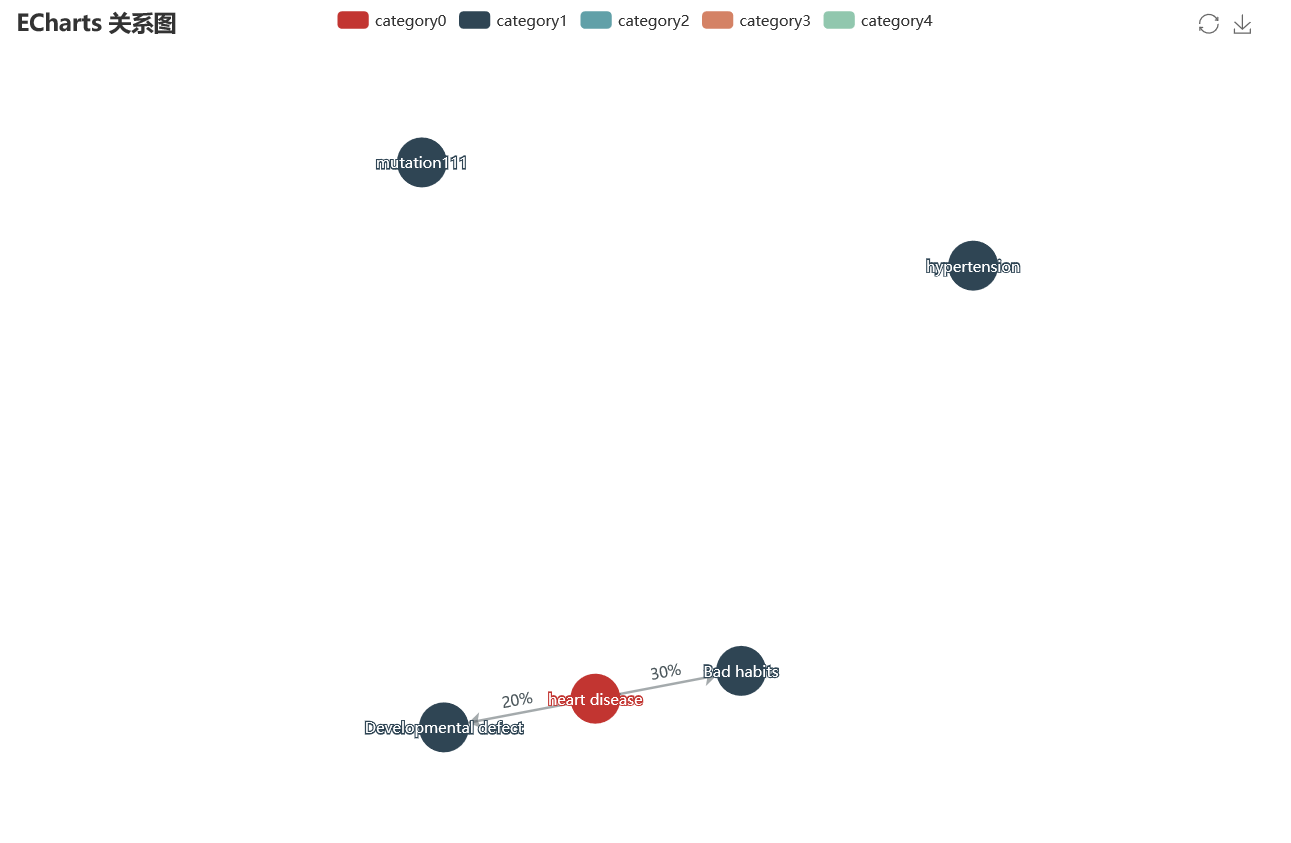 ECharts 关系图
category0
category1
category2
category3
category4
mutation111
hypertension
30%
Bad habits
20%
heart disease
Developmental defect